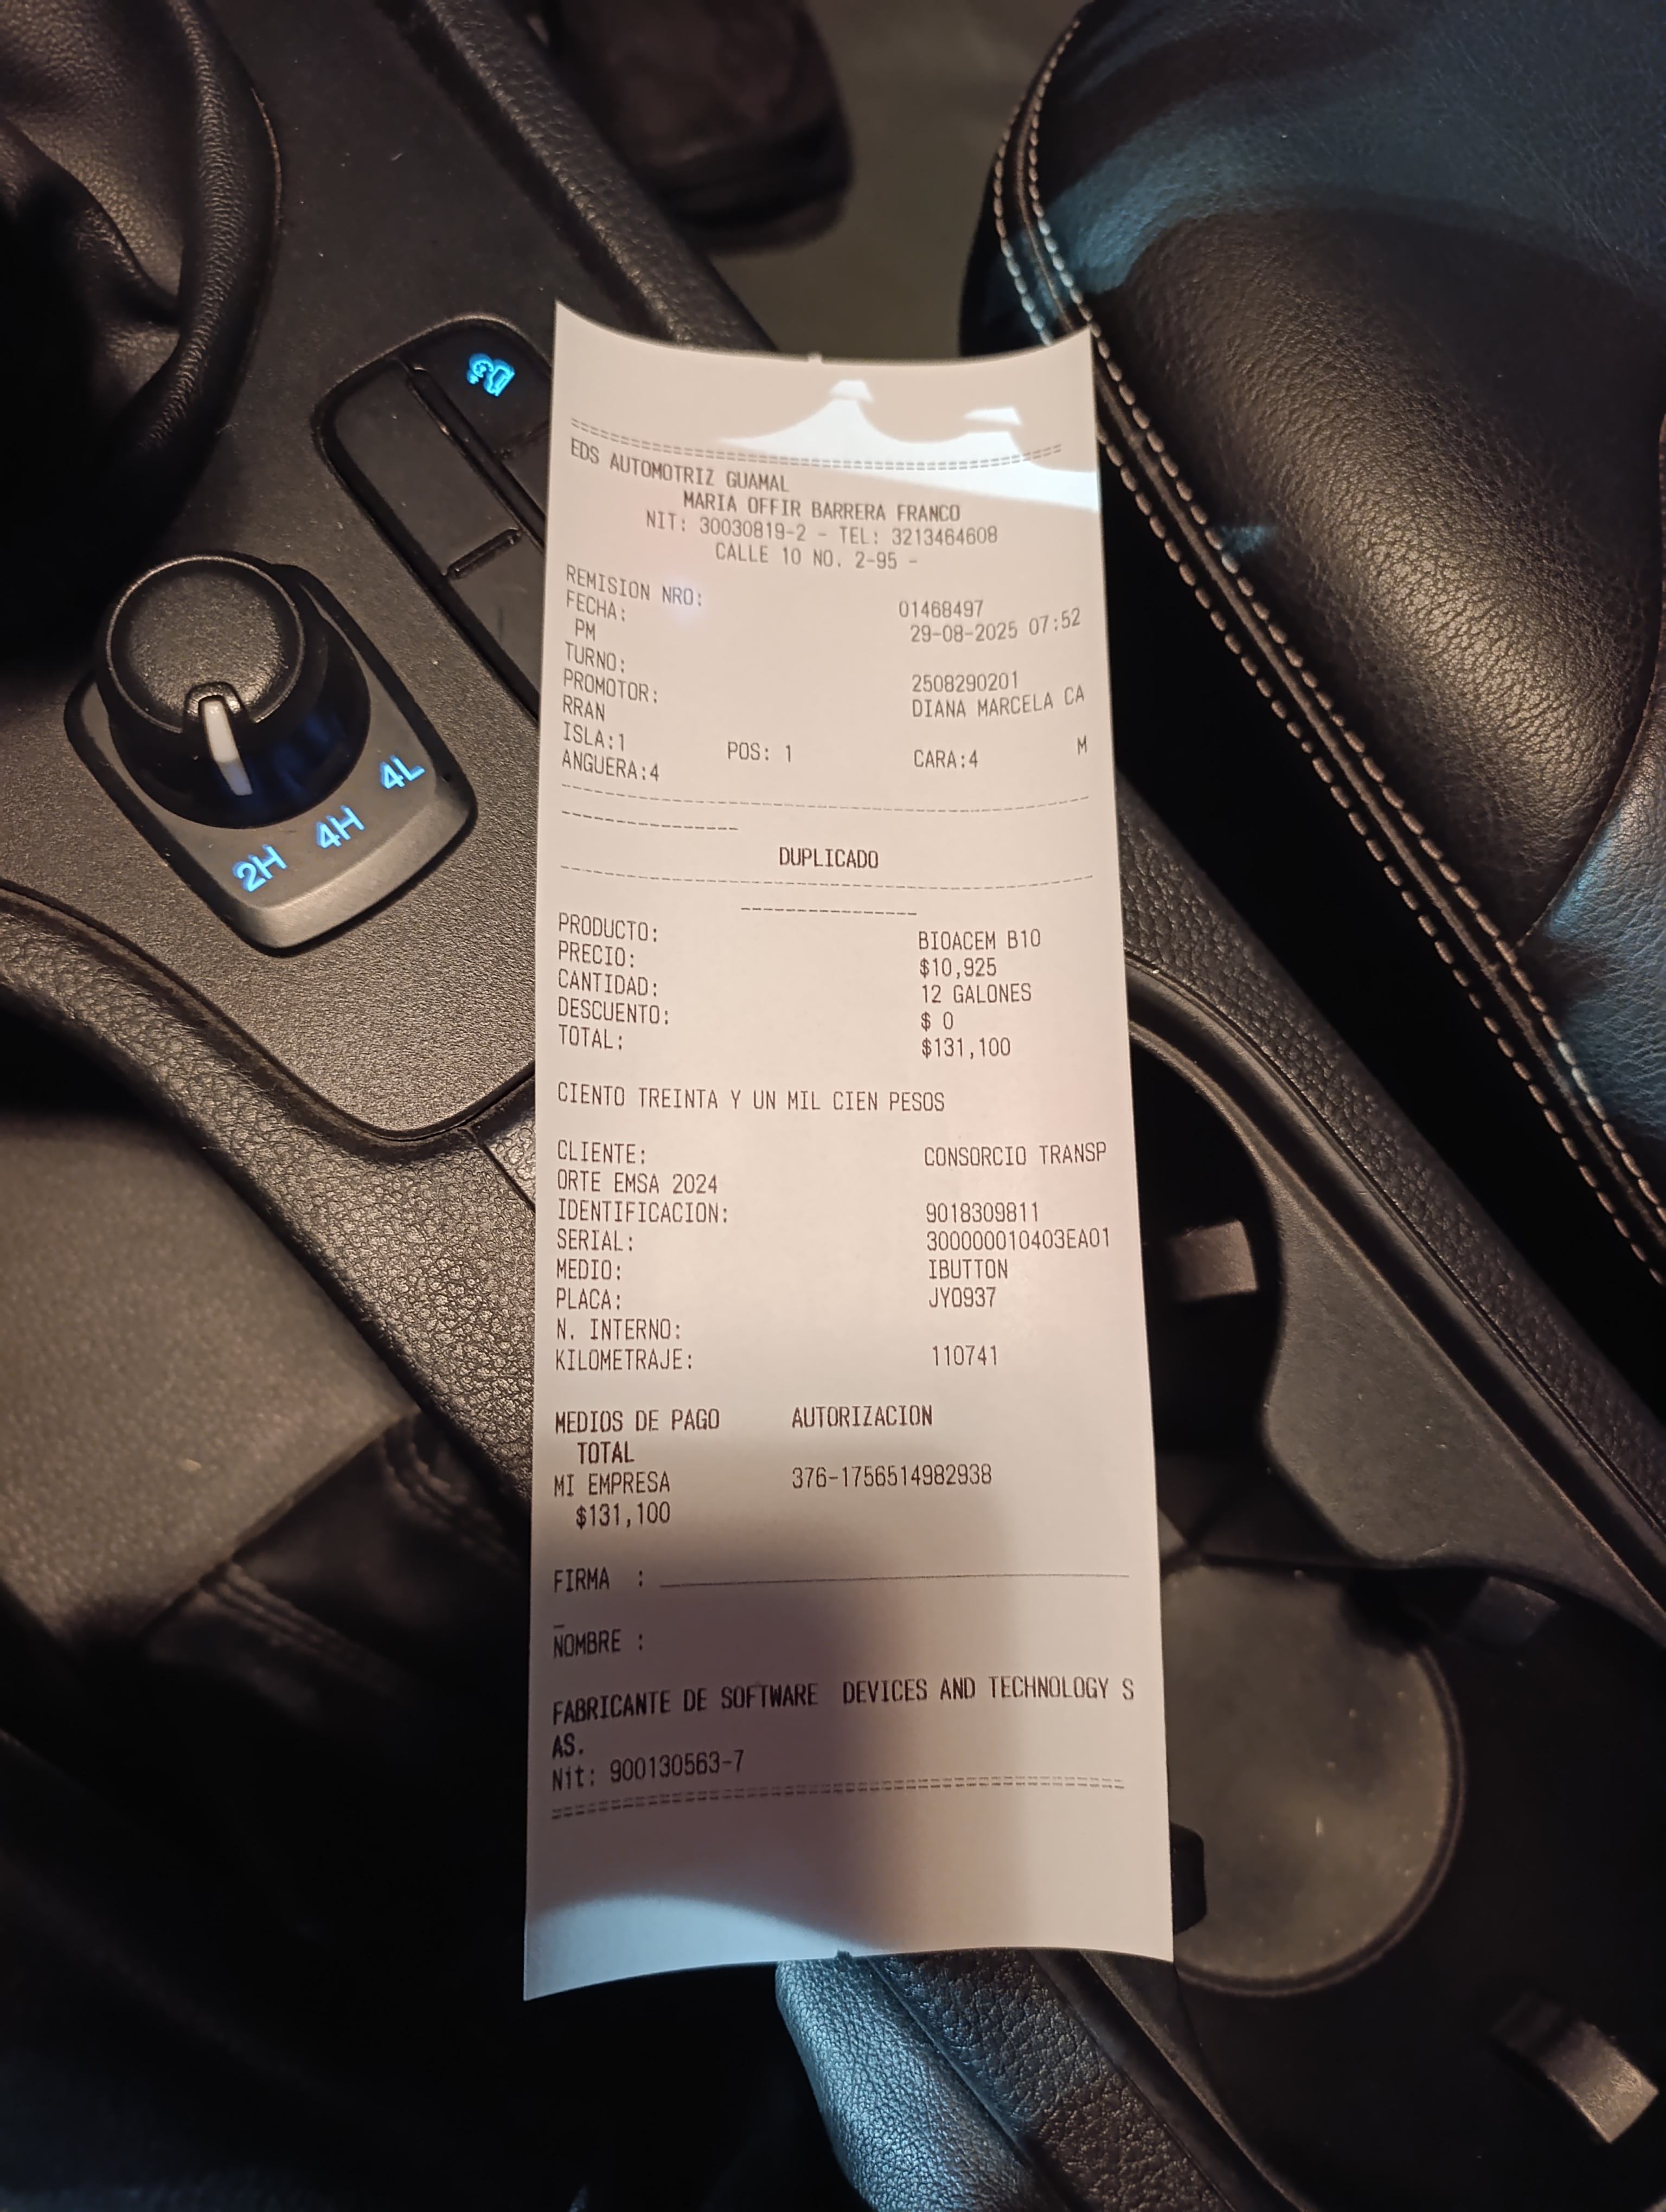 ================================================
EDS AUTOMOTRIZ GUAMAL
MARIA OFFIR BARRERA FRANCO
NIT: 30030819-2 - TEL: 3213464608
CALLE 10 NO. 2-95 -
REMISION NRO: 01468497
FECHA: 29-08-2025 07:52
PM
TURNO: 2508290201
PROMOTOR: DIANA MARCELA CA
RRAN
ISLA:1 POS: 1 CARA:4 M
ANGUERA:4
------------------------------------------------
----------------
DUPLICADO
------------------------------------------------
----------------
PRODUCTO: BIOACEM B10
PRECIO: $10,925
CANTIDAD: 12 GALONES
DESCUENTO: $ 0
TOTAL: $131,100
CIENTO TREINTA Y UN MIL CIEN PESOS
CLIENTE: CONSORCIO TRANSP
ORTE EMSA 2024
IDENTIFICACION: 9018309811
SERIAL: 300000010403EA01
MEDIO: IBUTTON
PLACA: JYO937
N. INTERNO:
KILOMETRAJE: 110741
MEDIOS DE PAGO AUTORIZACION
TOTAL
MI EMPRESA 376-1756514982938
$131,100
FIRMA : ________________________________________
_
NOMBRE :
FABRICANTE DE SOFTWARE DEVICES AND TECHNOLOGY S
AS.
Nit: 900130563-7
================================================
2H 4H 4L